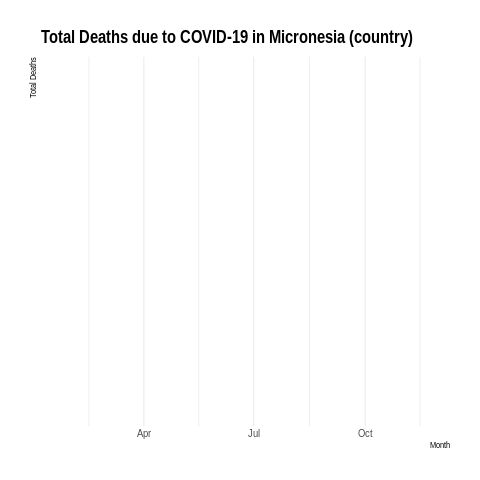 Total Deaths due to COVID-19 in Micronesia (country)
Total Deaths
Apr Jul Oct
Month